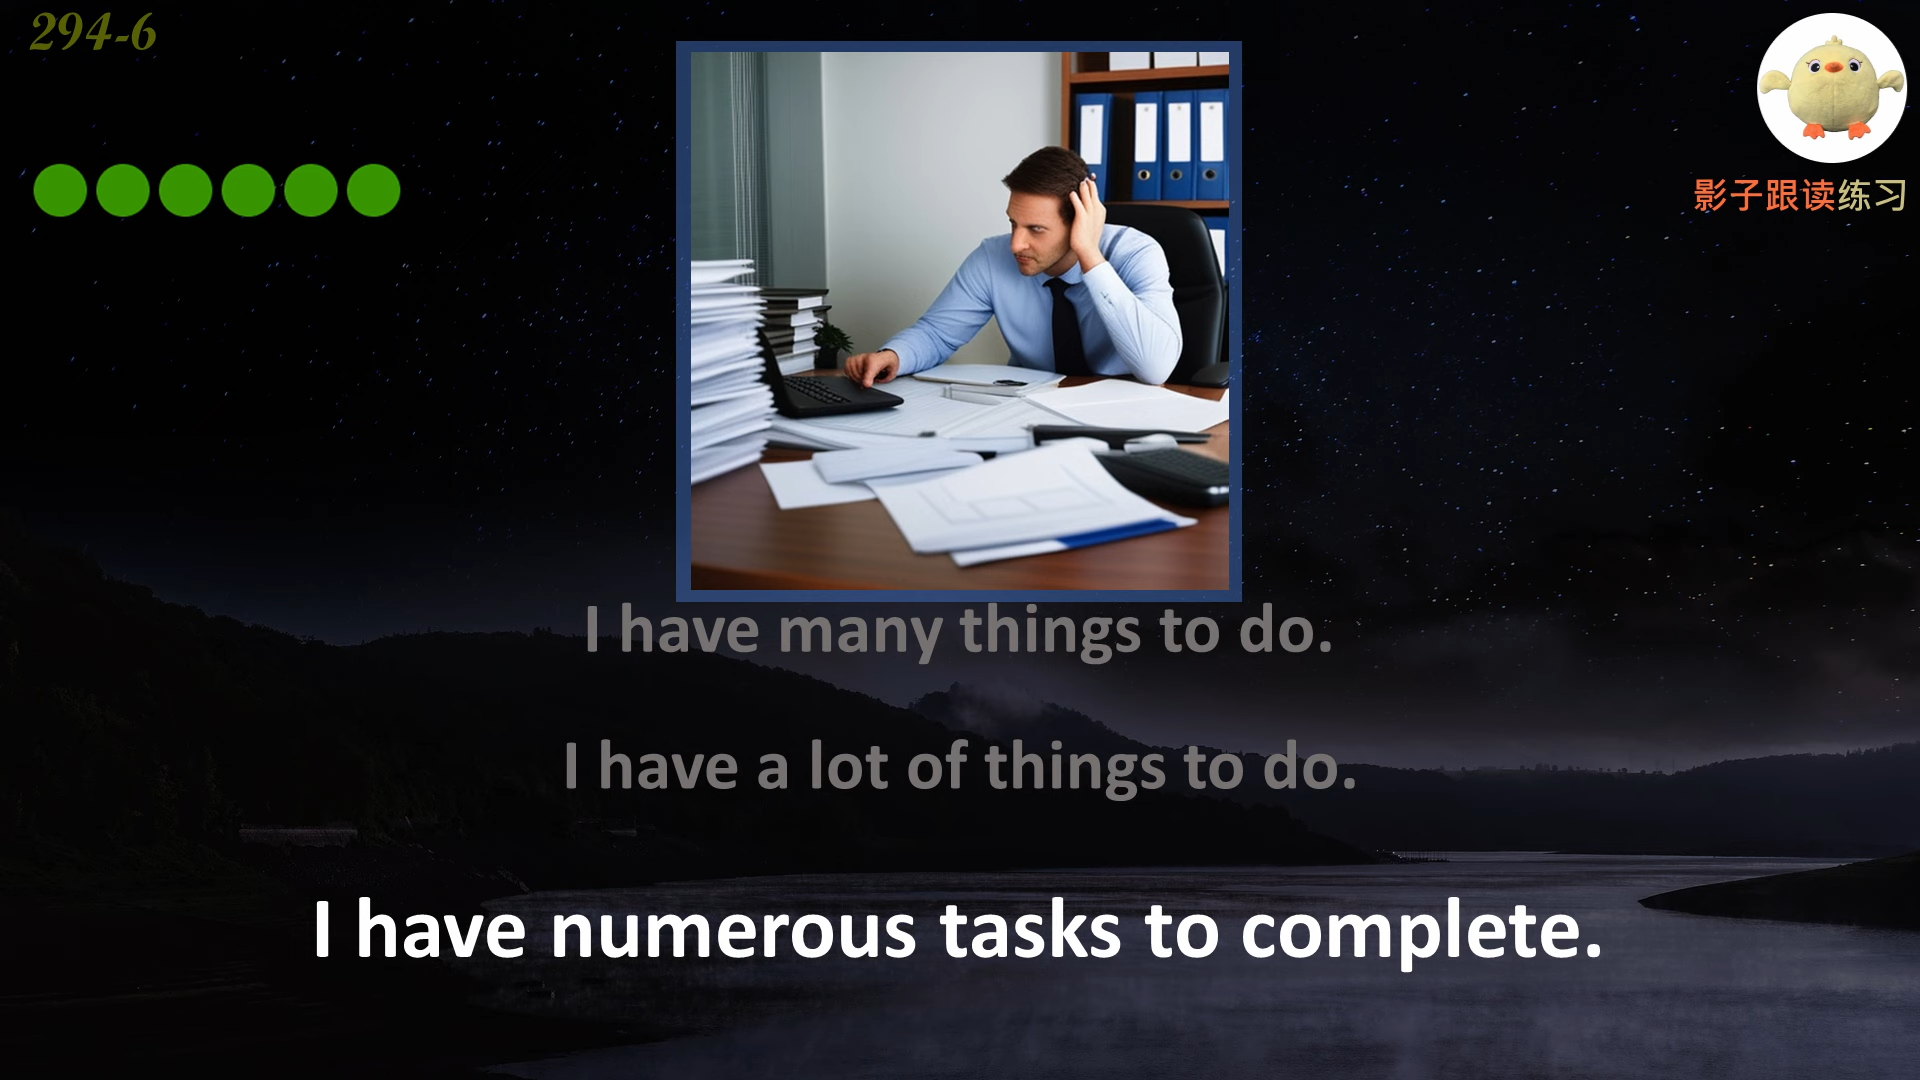 294-6
影子跟读练习
I have many things to do.
I have a lot of things to do.
I have numerous tasks to complete.